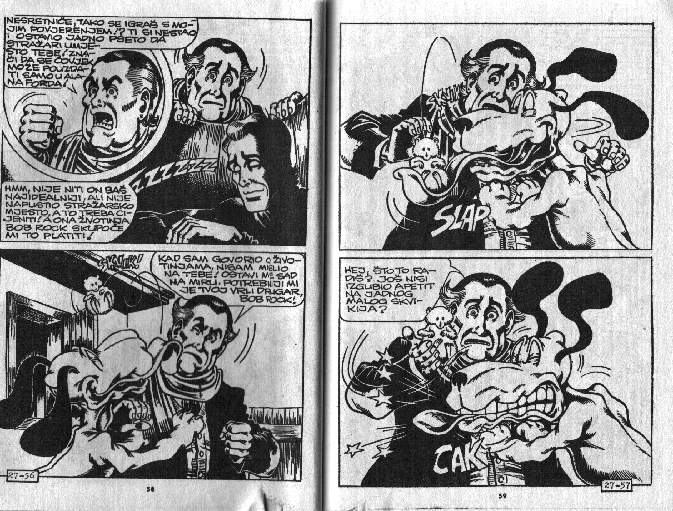 NESRETNIČE, TAKO SE IGRAŠ S MO-
JIM POVJERENJEM!? TI SI NESTAO
I OSTAVIO JADNO PSETO DA
STRAŽARI UMJE-
STO TEBE! ZNA-
ČI DA SE ČOVJEK
MOŽE POUZDA-
TI SAMO U ALA-
NA FORDA!
ZZZZZZZ
HMM, NIJE NITI ON BAŠ
NAJIDEALNIJI, ALI NIJE
NAPUSTIO STRAŽARSKO
MJESTO, A TO TREBA CI-
JENITI! A ONA ŽIVOTINJA
BOB ROCK SKUPO ĆE
MI TO PLATITI!
KAD SAM GOVORIO O ŽIVO-
TINJAMA, NISAM MISLIO
NA TEBE! OSTAVI ME SAD
NA MIRU, POTREBNIJI MI
JE TVOJ VRLI DRUGAR,
BOB ROCK!
27-56
58
SLAP
HEJ, ŠTO TO RA-
DIŠ? JOŠ NISI
IZGUBIO APETIT
NA JADNOG
MALOG SKVI-
KIJA?
CAK
27-57
59